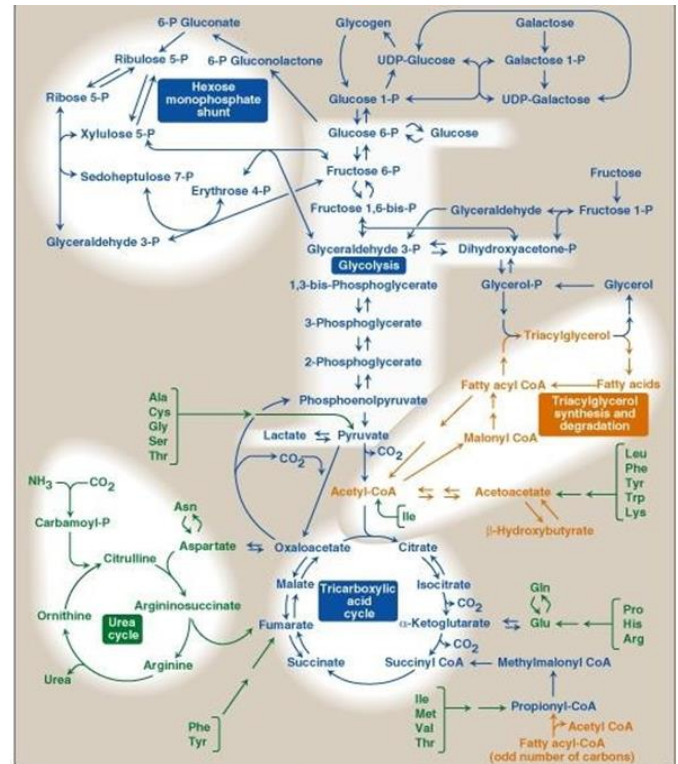 6-P Gluconate
Glycogen
Galactose
Ribulose 5-P
6-P Gluconolactone
UDP-Glucose
Galactose 1-P
Hexose
monophosphate
shunt
Ribose 5-P
Glucose 1-P
UDP-Galactose
Xylulose 5-P
Glucose 6-P
Glucose
Sedoheptulose 7-P
Erythrose 4-P
Fructose 6-P
Fructose
Fructose 1,6-bis-P
Glyceraldehyde
Fructose 1-P
Glyceraldehyde 3-P
Glyceraldehyde 3-P
Dihydroxyacetone-P
Glycolysis
1,3-bis-Phosphoglycerate
Glycerol-P
Glycerol
3-Phosphoglycerate
Triacylglycerol
2-Phosphoglycerate
Fatty acyl CoA
Fatty acids
Triacylglycerol
synthesis and
degradation
Ala
Cys
Gly
Ser
Thr
Phosphoenolpyruvate
Lactate
Pyruvate
Malonyl CoA
CO2
CO2
Leu
Phe
Tyr
Trp
Lys
NH3
CO2
Acetyl-CoA
Acetoacetate
Asn
Ile
Carbamoyl-P
β-Hydroxybutyrate
Aspartate
Oxaloacetate
Citrate
Citrulline
Malate
Tricarboxylic
acid
cycle
Isocitrate
Gln
CO2
Ornithine
Urea
cycle
Argininosuccinate
Fumarate
α-Ketoglutarate
Glu
Pro
His
Arg
CO2
Arginine
Succinate
Succinyl CoA
Methylmalonyl CoA
Urea
Ile
Met
Val
Thr
Propionyl-CoA
Phe
Tyr
Acetyl CoA
Fatty acyl-CoA
(odd number of carbons)